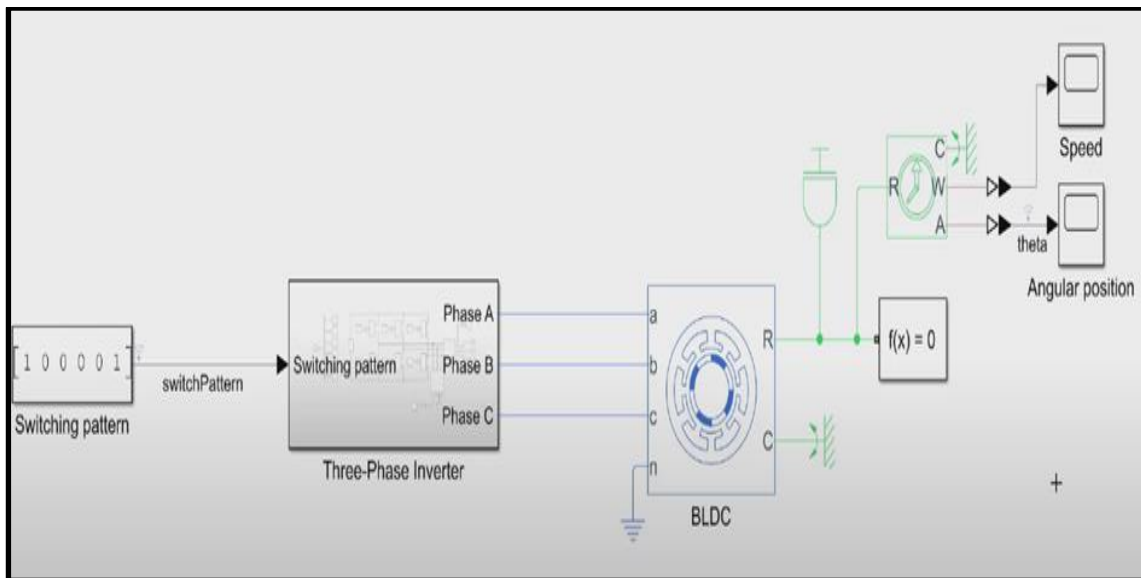 [1 0 0 0 0 1]
Switching pattern
switchPattern
Switching pattern
Phase A
Phase B
Phase C
Three-Phase Inverter
a
b
c
n
R
C
BLDC
f(x) = 0
R
C
W
A
theta
Speed
Angular position